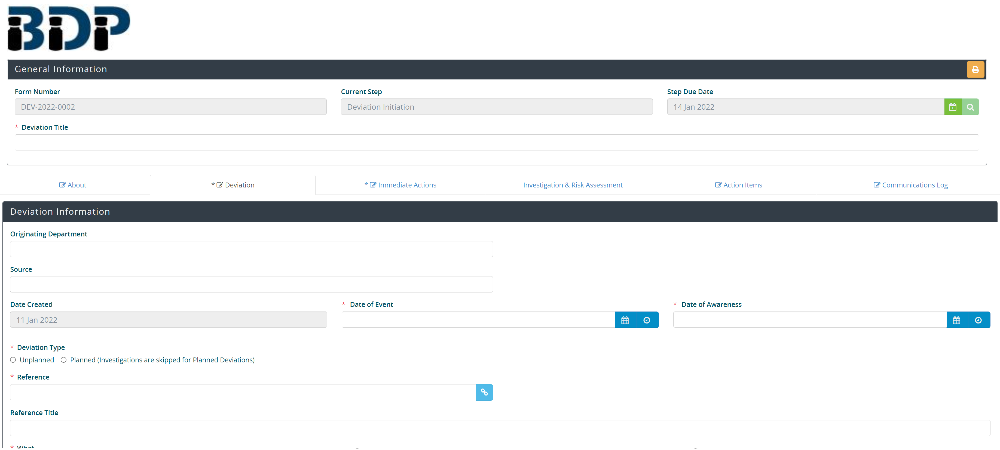 BDP
General Information
Form Number
Current Step
Step Due Date
DEV-2022-0002
Deviation Initiation
14 Jan 2022
* Deviation Title
About
* Deviation
* Immediate Actions
Investigation & Risk Assessment
Action Items
Communications Log
Deviation Information
Originating Department
Source
Date Created
* Date of Event
* Date of Awareness
11 Jan 2022
* Deviation Type
Unplanned
Planned (Investigations are skipped for Planned Deviations)
* Reference
Reference Title
* What